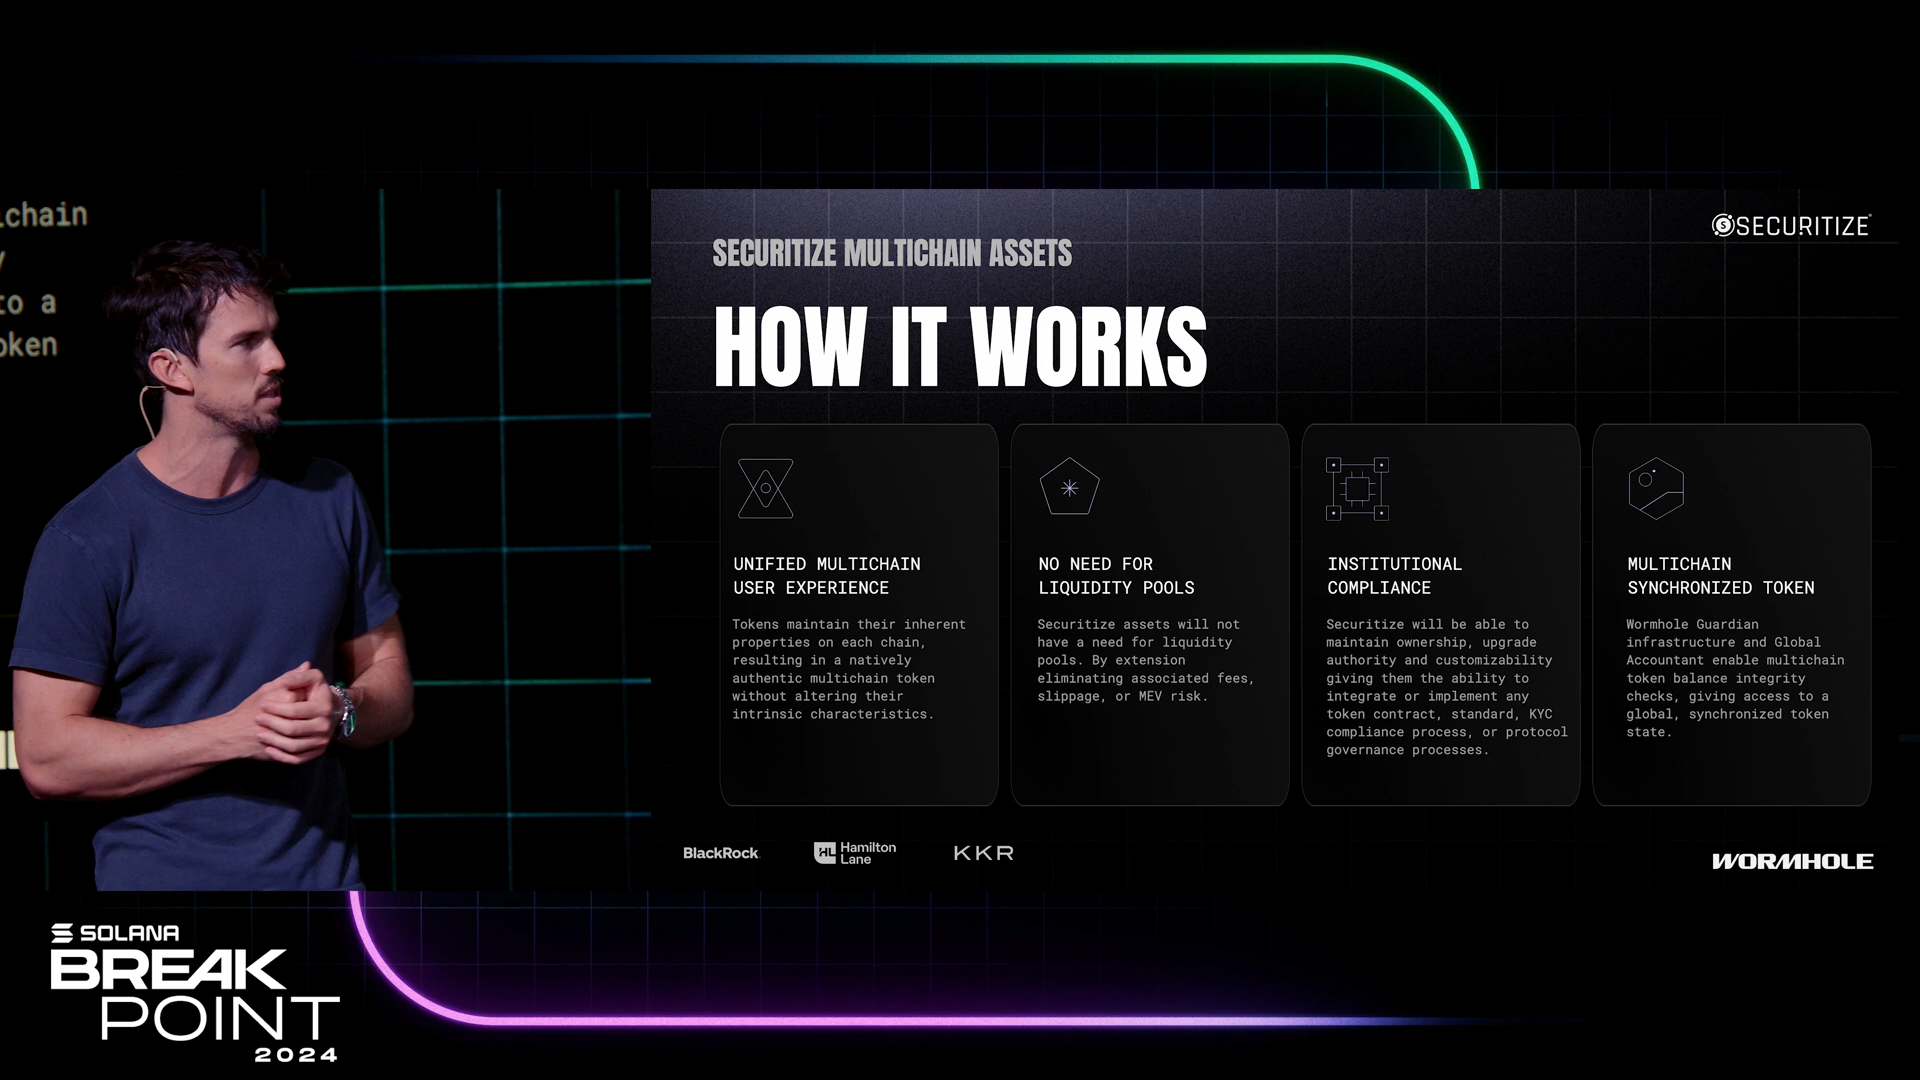 chain
to a
SECURITIZE
SECURITIZE MULTICHAIN ASSETS
HOW IT WORKS
UNIFIED MULTICHAIN
USER EXPERIENCE
Tokens maintain their inherent
properties on each chain,
resulting in a natively
authentic multichain token
without altering their
intrinsic characteristics.
NO NEED FOR
LIQUIDITY POOLS
Securitize assets will not
have a need for liquidity
pools. By extension
eliminating associated fees,
slippage, or MEV risk.
INSTITUTIONAL
COMPLIANCE
Securitize will be able to
maintain ownership, upgrade
authority and customizability
giving them the ability to
integrate or implement any
token contract, standard, KYC
compliance process, or protocol
governance processes.
MULTICHAIN
SYNCHRONIZED TOKEN
Wormhole Guardian
infrastructure and Global
Accountant enable multichain
token balance integrity
checks, giving access to a
global, synchronized token
state.
BlackRock
HL Hamilton
Lane
KKR
WORMHOLE
SOLANA
BREAK
POINT
2024